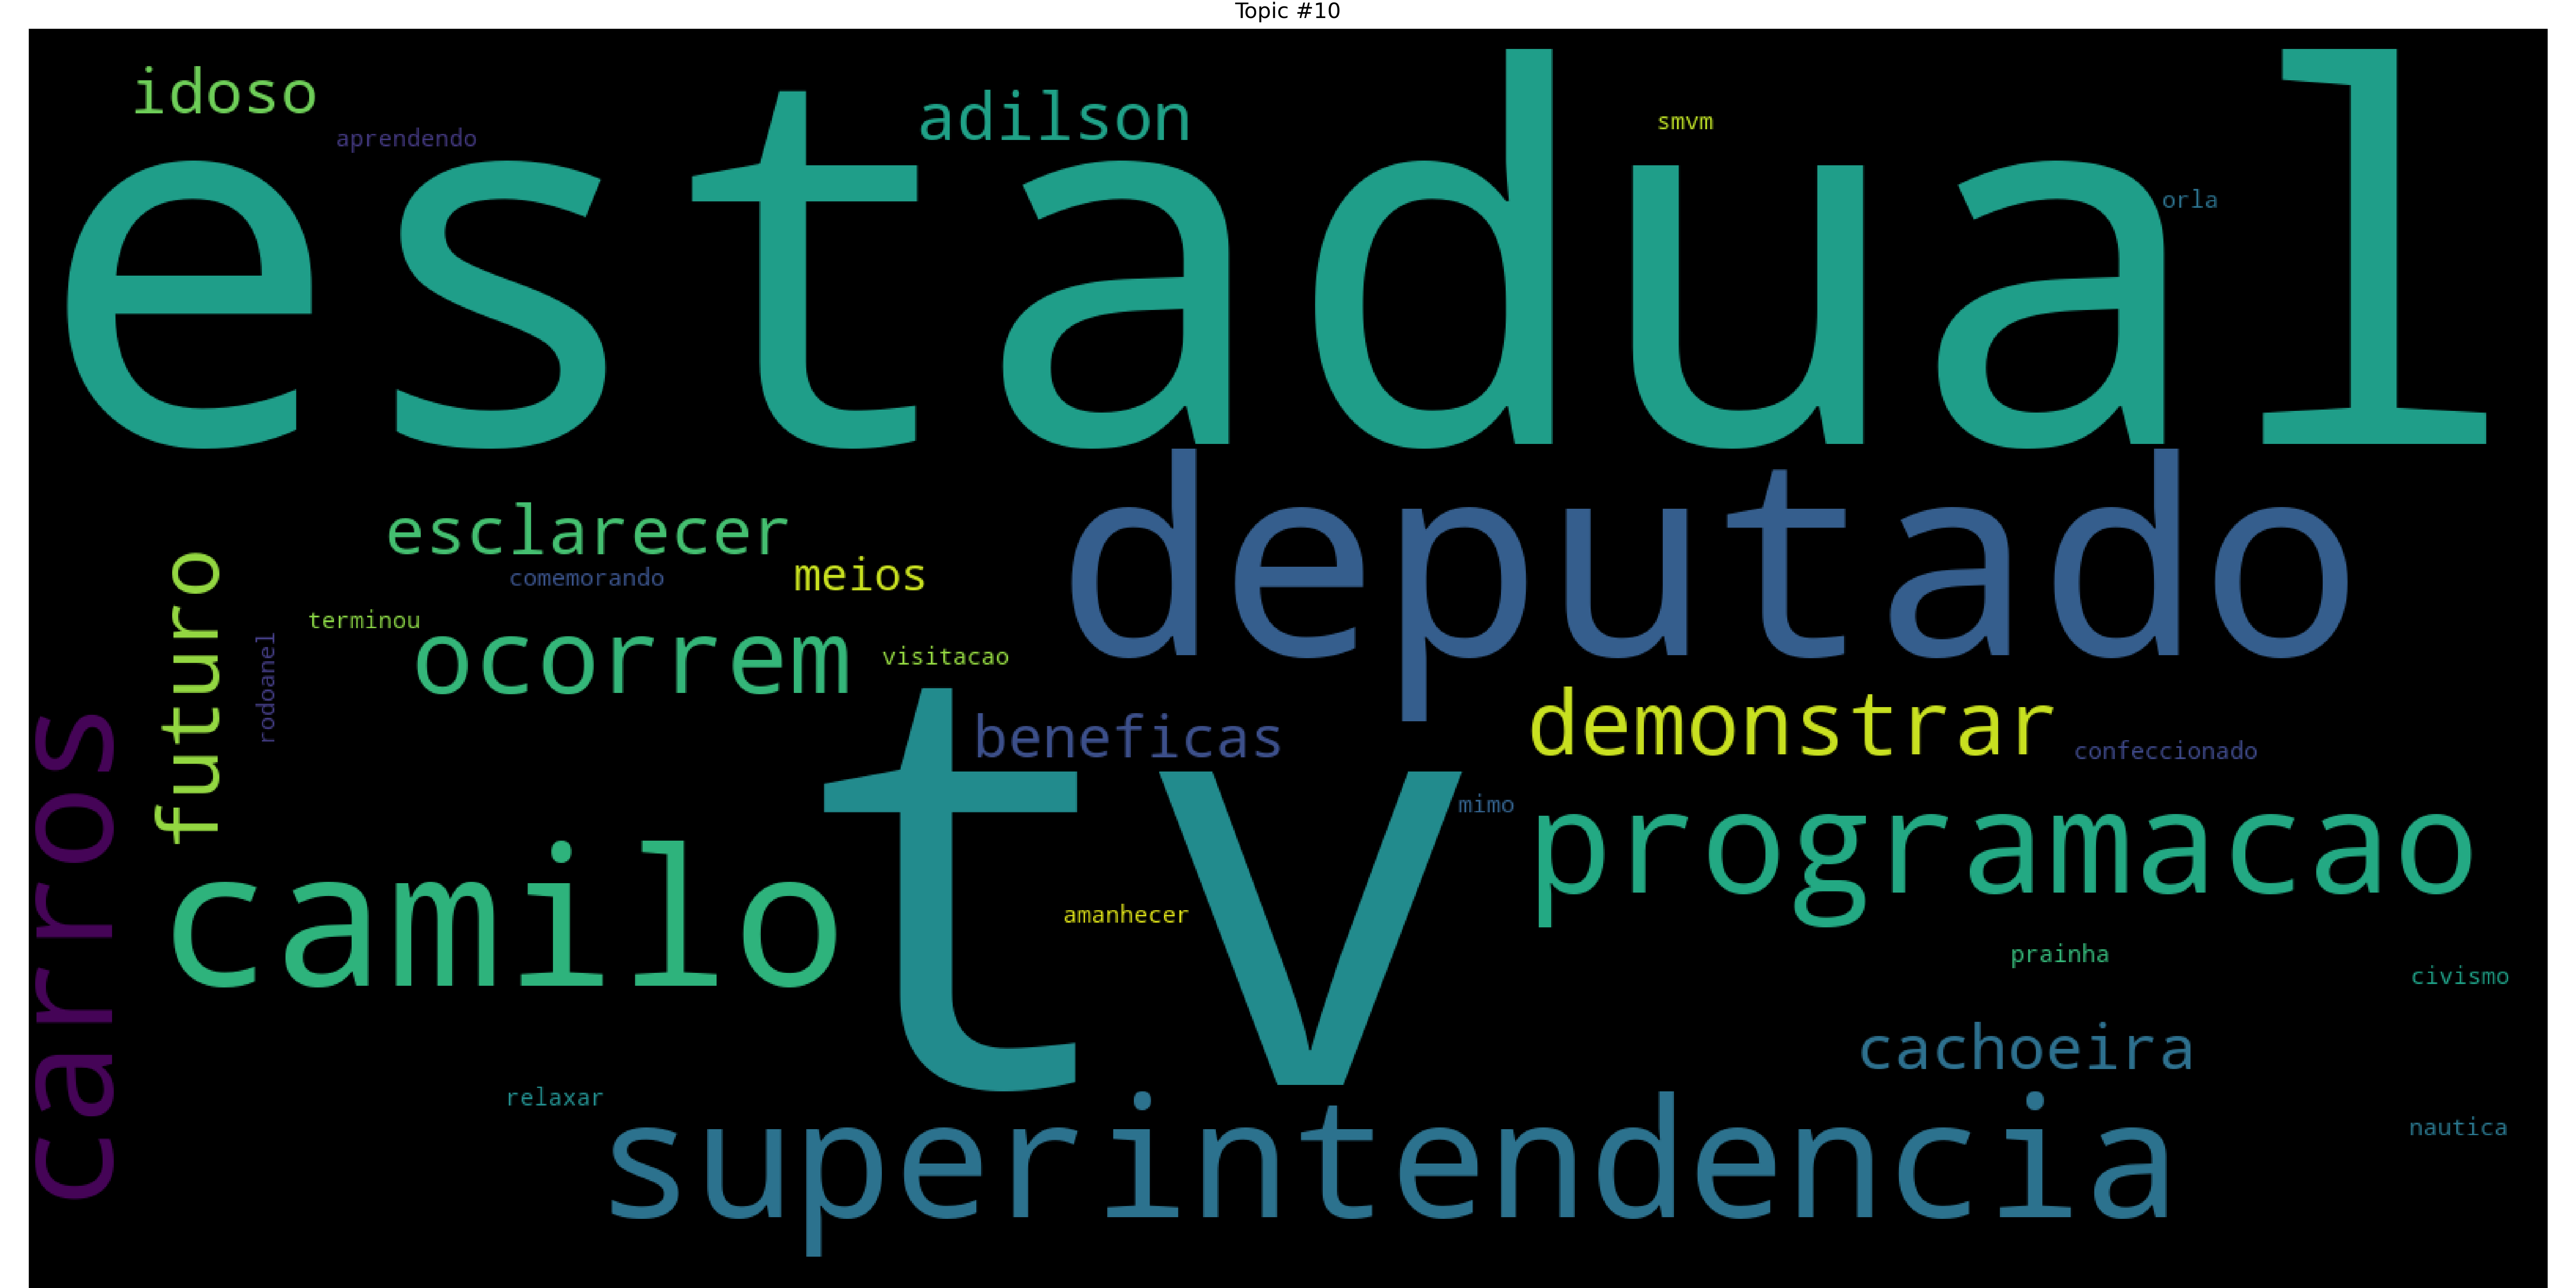 Topic #10
idoso
adilson
smvm
aprendendo
orla
estadual
esclarecer
deputado
comemorando
meios
futuro
terminou
rodoanel
ocorrem
visitacao
beneficas
demonstrar
confeccionado
carros
tv
mimo
programacao
camilo
amanhecer
prainha
civismo
cachoeira
relaxar
nautica
superintendencia